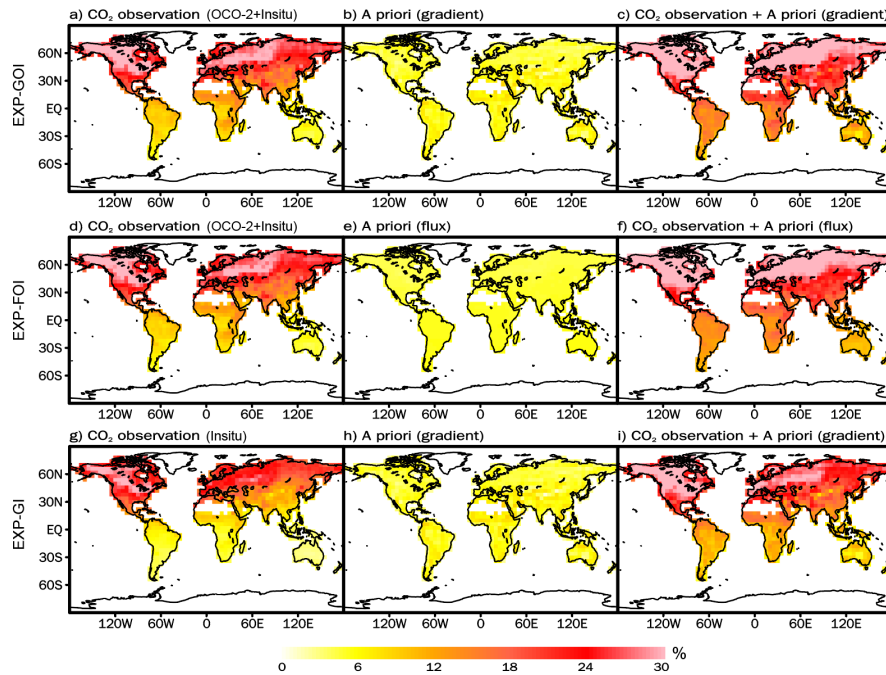 a) CO₂ observation (OCO-2+Insitu) b) A priori (gradient) c) CO₂ observation + A priori (gradient)
EXP-GOI
60N
30N
EQ
30S
60S
120W 60W 0 60E 120E 120W 60W 0 60E 120E 120W 60W 0 60E 120E
d) CO₂ observation (OCO-2+Insitu) e) A priori (flux) f) CO₂ observation + A priori (flux)
EXP-FOI
60N
30N
EQ
30S
60S
120W 60W 0 60E 120E 120W 60W 0 60E 120E 120W 60W 0 60E 120E
g) CO₂ observation (Insitu) h) A priori (gradient) i) CO₂ observation + A priori (gradient)
EXP-GI
60N
30N
EQ
30S
60S
120W 60W 0 60E 120E 120W 60W 0 60E 120E 120W 60W 0 60E 120E
%
0 6 12 18 24 30